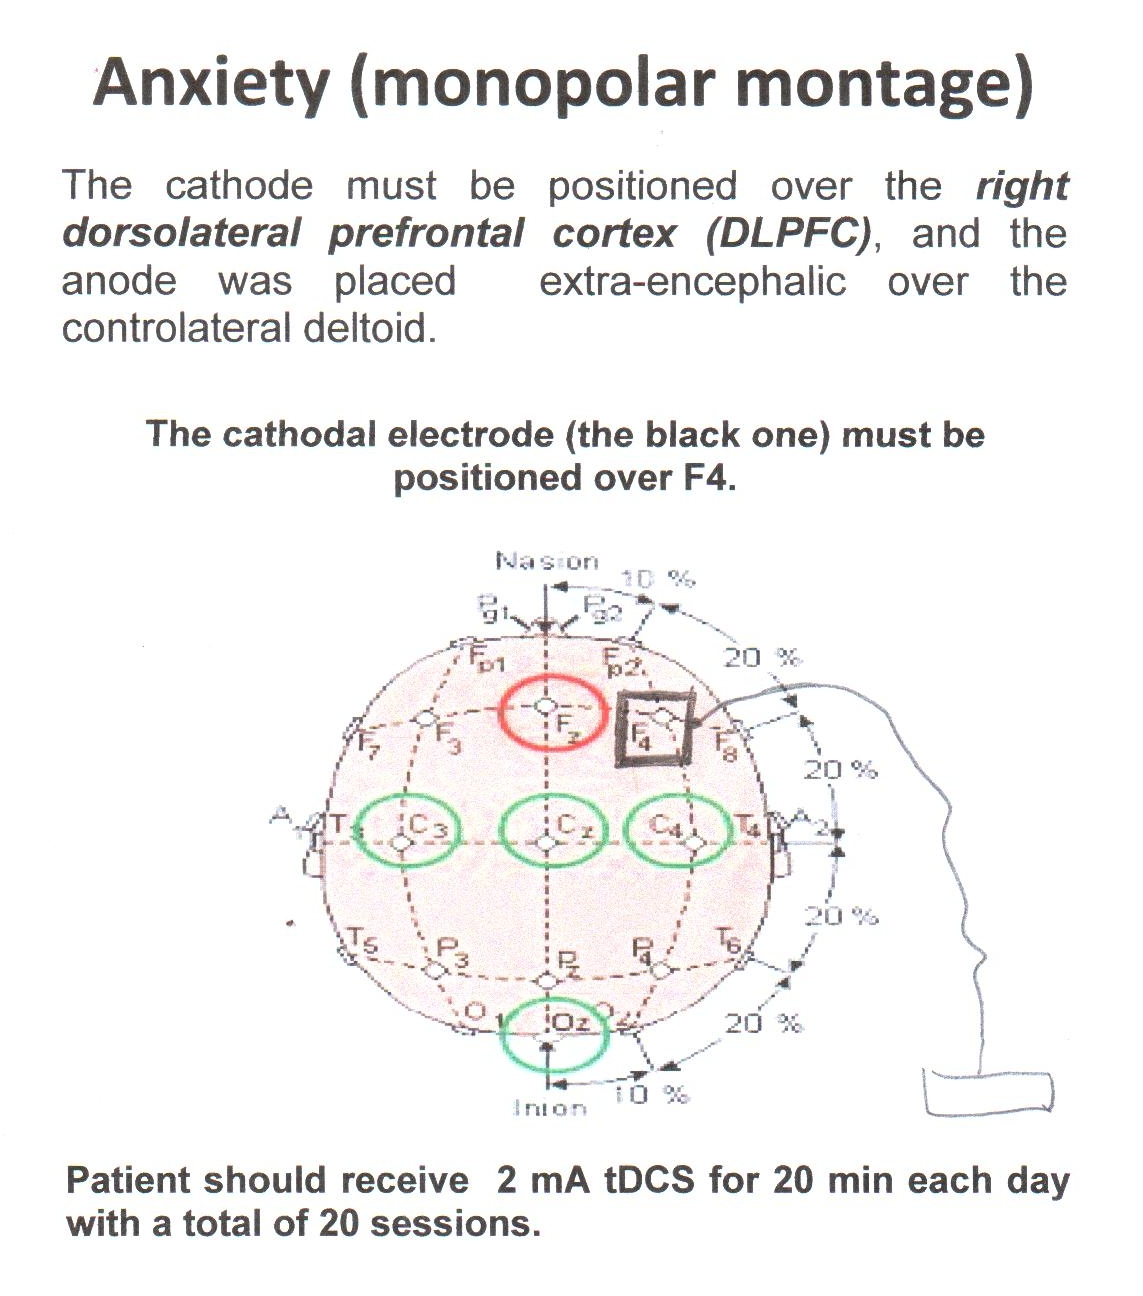 Anxiety (monopolar montage)
The cathode must be positioned over the right
dorsolateral prefrontal cortex (DLPFC), and the
anode was placed extra-encephalic over the
controlateral deltoid.
The cathodal electrode (the black one) must be
positioned over F4.
Nasion
10 %
Pg1 Pg2
Fp1 Fp2
20 %
F7 F3 Fz F4 F8
20 %
A1 T3 C3 Cz C4 T4 A2
20 %
T5 P3 Pz P4 T6
O1 Oz O2
20 %
10 %
Inion
Patient should receive 2 mA tDCS for 20 min each day
with a total of 20 sessions.